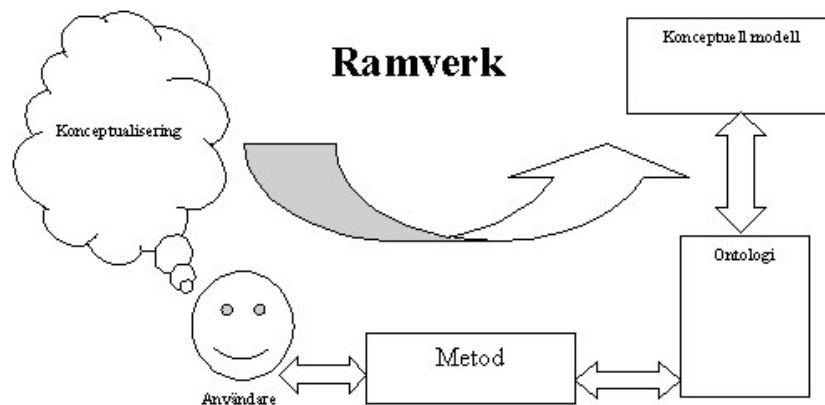 Konceptuell modell
Ramverk
Konceptualisering
Ontologi
Metod
Användare